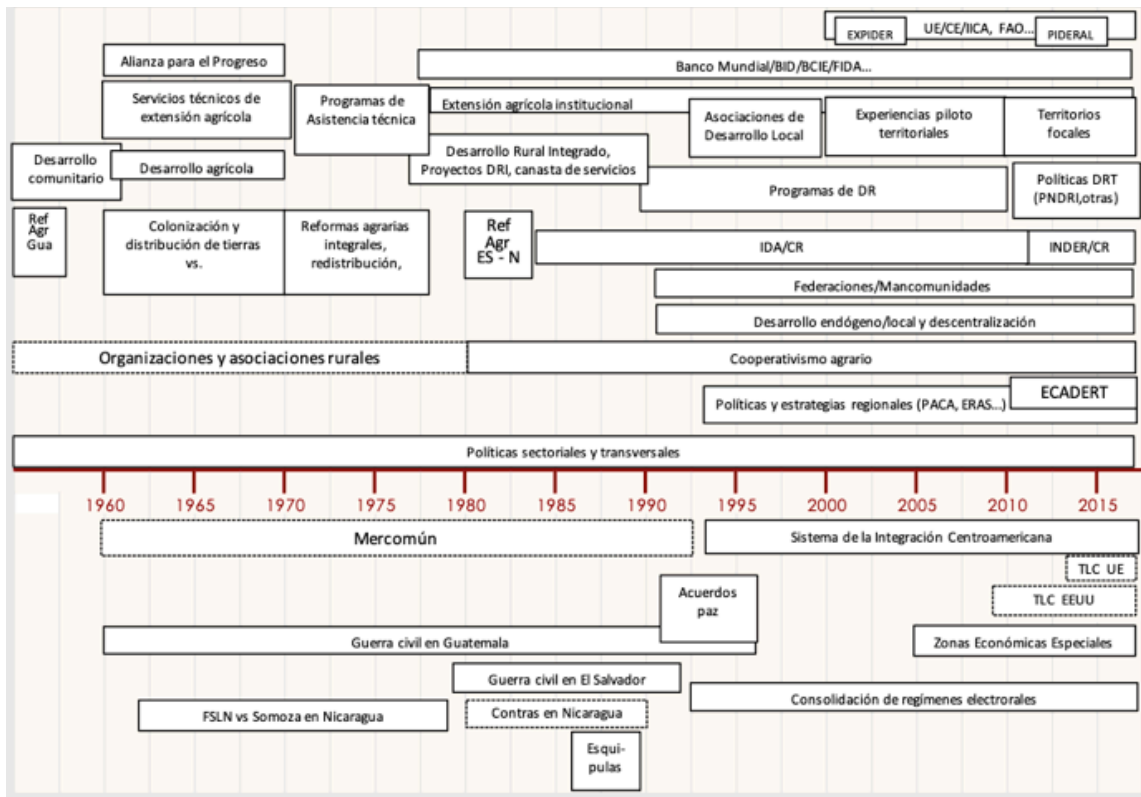 UE/CE/IICA, FAO...
EXPIDER
PIDERAL
Alianza para el Progreso
Banco Mundial/BID/BCIE/FIDA...
Servicios técnicos de
extensión agrícola
Programas de
Asistencia técnica
Extensión agrícola institucional
Asociaciones de
Desarrollo Local
Experiencias piloto
territoriales
Territorios
focales
Desarrollo
comunitario
Desarrollo agrícola
Desarrollo Rural Integrado,
Proyectos DRI, canasta de servicios
Programas de DR
Políticas DRT
(PNDRI,otras)
Ref
Agr
Gua
Colonización y
distribución de tierras
vs.
Reformas agrarias
integrales,
redistribución,
Ref
Agr
ES - N
IDA/CR
INDER/CR
Federaciones/Mancomunidades
Desarrollo endógeno/local y descentralización
Organizaciones y asociaciones rurales
Cooperativismo agrario
Políticas y estrategias regionales (PACA, ERAS...)
ECADERT
Políticas sectoriales y transversales
1960 1965 1970 1975 1980 1985 1990 1995 2000 2005 2010 2015
Mercomún
Sistema de la Integración Centroamericana
TLC UE
TLC EEUU
Acuerdos
paz
Guerra civil en Guatemala
Zonas Económicas Especiales
Guerra civil en El Salvador
Consolidación de regímenes electorales
FSLN vs Somoza en Nicaragua
Contras en Nicaragua
Esqui-
pulas